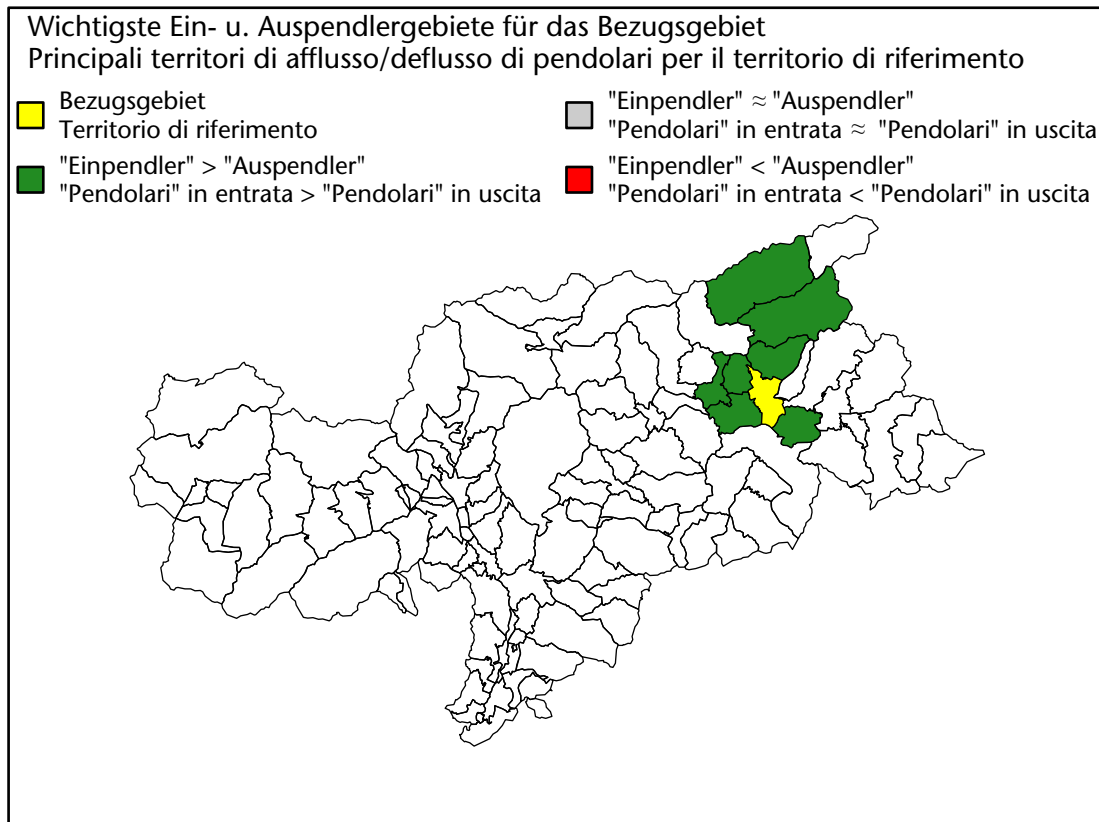 Wichtigste Ein- u. Auspendlergebiete für das Bezugsgebiet
Principali territori di afflusso/deflusso di pendolari per il territorio di riferimento
Bezugsgebiet
Territorio di riferimento
"Einpendler" > "Auspendler"
"Pendolari" in entrata > "Pendolari" in uscita
"Einpendler" ≈ "Auspendler"
"Pendolari" in entrata ≈ "Pendolari" in uscita
"Einpendler" < "Auspendler"
"Pendolari" in entrata < "Pendolari" in uscita